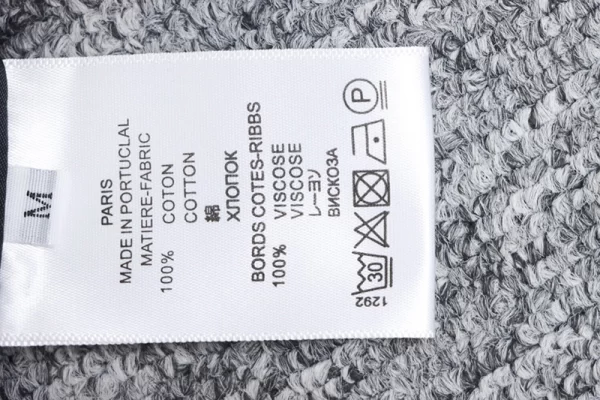 M
PARIS
MADE IN PORTUCLAL
MATIERE-FABRIC
100% COTON
COTTON
綿
ХЛОПОК
BORDS COTES-RIBBS
100% VISCOSE
VISCOSE
レーヨン
ВИСКОЗА
30
P
1292